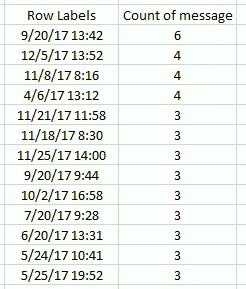 Row Labels Count of message
9/20/17 13:42 6
12/5/17 13:52 4
11/8/17 8:16 4
4/6/17 13:12 4
11/21/17 11:58 3
11/18/17 8:30 3
11/25/17 14:00 3
9/20/17 9:44 3
10/2/17 16:58 3
7/20/17 9:28 3
6/20/17 13:31 3
5/24/17 10:41 3
5/25/17 19:52 3